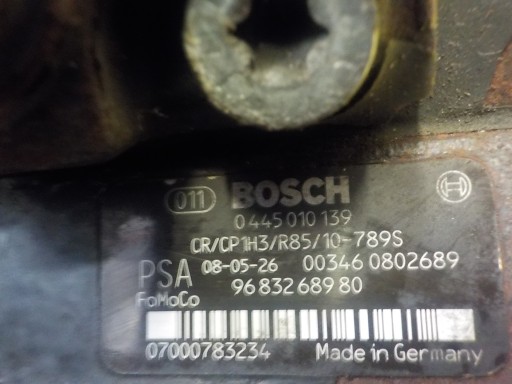 011 BOSCH
0 445 010 139
CR/CP1H3/R85/10-789S
PSA 08-05-26 00346 0802689
FoMoCo 96 832 689 80
07000783234 Made in Germany